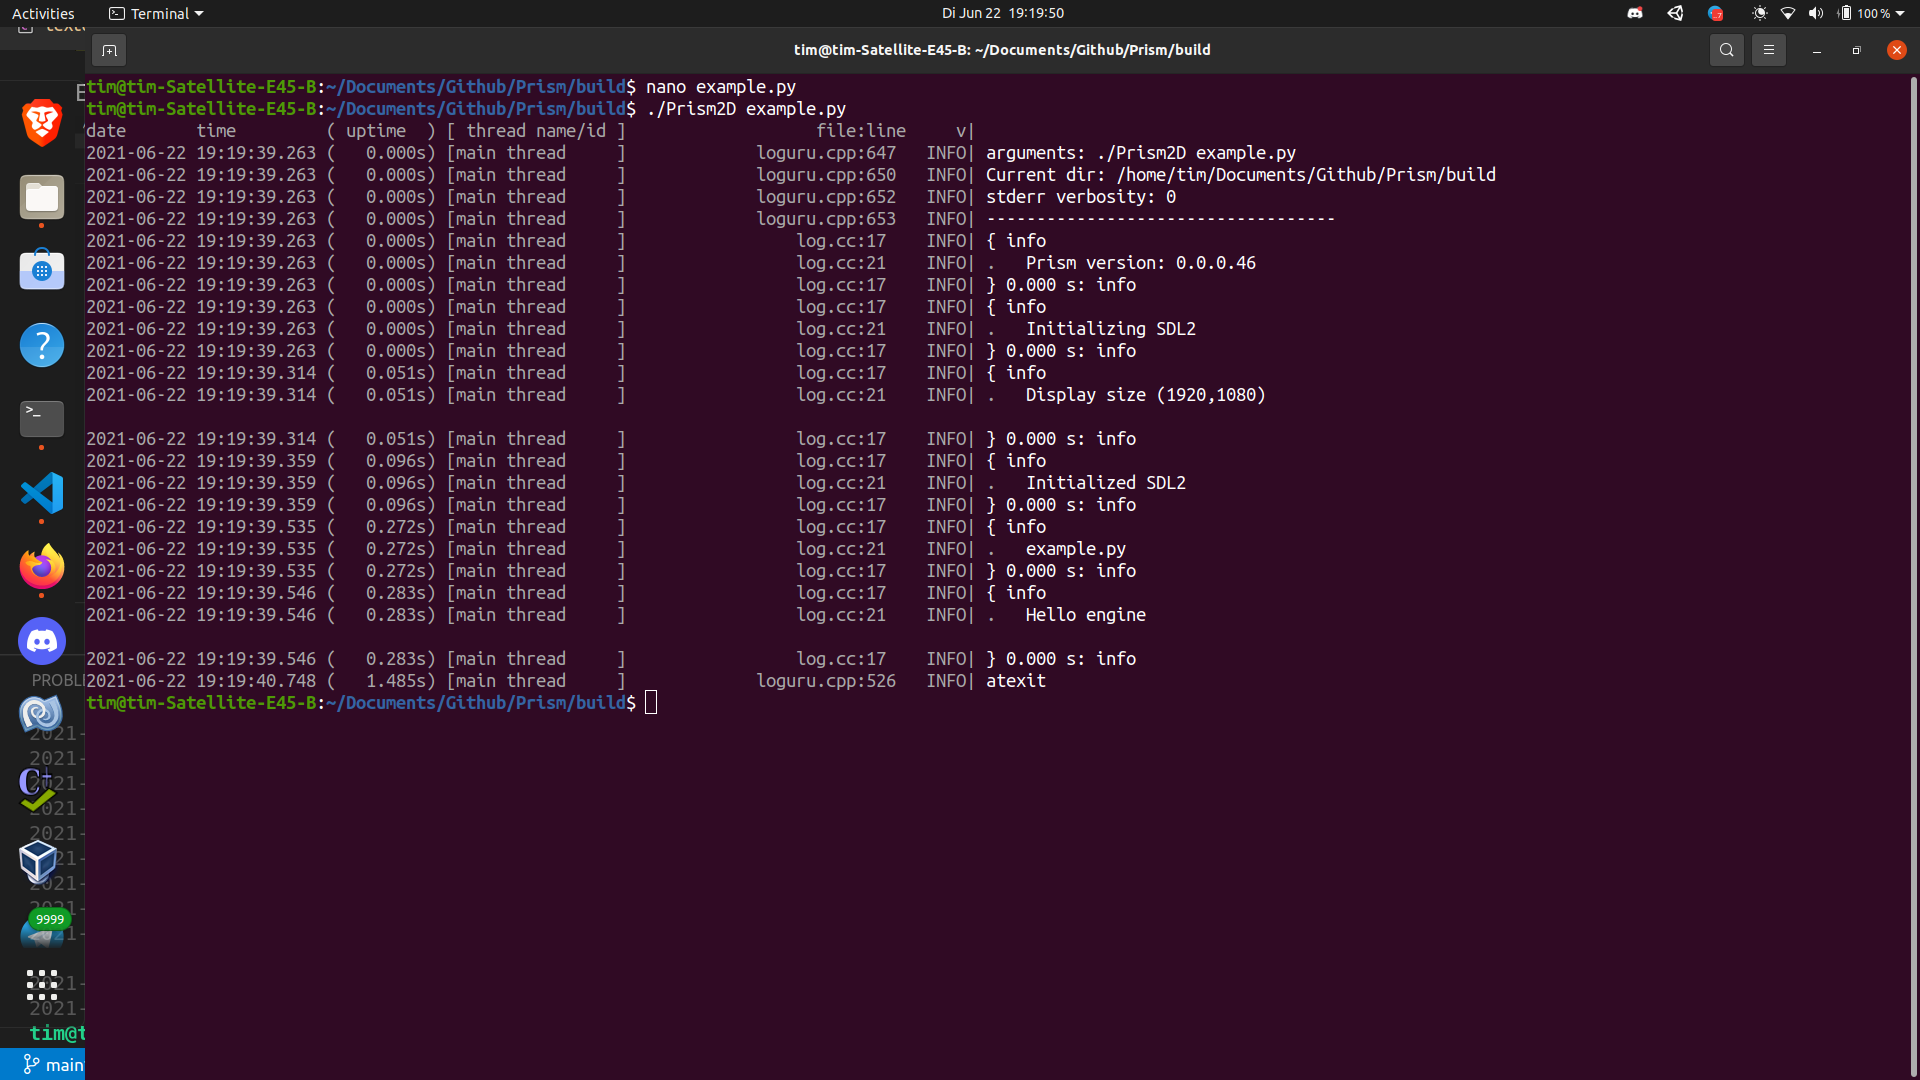 Activities
Terminal
Di Jun 22 19:19:50
100 %
tim@tim-Satellite-E45-B: ~/Documents/Github/Prism/build
tim@tim-Satellite-E45-B:~/Documents/Github/Prism/build$ nano example.py
tim@tim-Satellite-E45-B:~/Documents/Github/Prism/build$ ./Prism2D example.py
date       time         ( uptime  ) [ thread name/id ]                   file:line     v|
2021-06-22 19:19:39.263 (   0.000s) [main thread     ]             loguru.cpp:647   INFO| arguments: ./Prism2D example.py
2021-06-22 19:19:39.263 (   0.000s) [main thread     ]             loguru.cpp:650   INFO| Current dir: /home/tim/Documents/Github/Prism/build
2021-06-22 19:19:39.263 (   0.000s) [main thread     ]             loguru.cpp:652   INFO| stderr verbosity: 0
2021-06-22 19:19:39.263 (   0.000s) [main thread     ]             loguru.cpp:653   INFO| -----------------------------------
2021-06-22 19:19:39.263 (   0.000s) [main thread     ]                 log.cc:17    INFO| { info
2021-06-22 19:19:39.263 (   0.000s) [main thread     ]                 log.cc:21    INFO| .   Prism version: 0.0.0.46
2021-06-22 19:19:39.263 (   0.000s) [main thread     ]                 log.cc:17    INFO| } 0.000 s: info
2021-06-22 19:19:39.263 (   0.000s) [main thread     ]                 log.cc:17    INFO| { info
2021-06-22 19:19:39.263 (   0.000s) [main thread     ]                 log.cc:21    INFO| .   Initializing SDL2
2021-06-22 19:19:39.263 (   0.000s) [main thread     ]                 log.cc:17    INFO| } 0.000 s: info
2021-06-22 19:19:39.314 (   0.051s) [main thread     ]                 log.cc:17    INFO| { info
2021-06-22 19:19:39.314 (   0.051s) [main thread     ]                 log.cc:21    INFO| .   Display size (1920,1080)
2021-06-22 19:19:39.314 (   0.051s) [main thread     ]                 log.cc:17    INFO| } 0.000 s: info
2021-06-22 19:19:39.359 (   0.096s) [main thread     ]                 log.cc:17    INFO| { info
2021-06-22 19:19:39.359 (   0.096s) [main thread     ]                 log.cc:21    INFO| .   Initialized SDL2
2021-06-22 19:19:39.359 (   0.096s) [main thread     ]                 log.cc:17    INFO| } 0.000 s: info
2021-06-22 19:19:39.535 (   0.272s) [main thread     ]                 log.cc:17    INFO| { info
2021-06-22 19:19:39.535 (   0.272s) [main thread     ]                 log.cc:21    INFO| .   example.py
2021-06-22 19:19:39.535 (   0.272s) [main thread     ]                 log.cc:17    INFO| } 0.000 s: info
2021-06-22 19:19:39.546 (   0.283s) [main thread     ]                 log.cc:17    INFO| { info
2021-06-22 19:19:39.546 (   0.283s) [main thread     ]                 log.cc:21    INFO| .   Hello engine
2021-06-22 19:19:39.546 (   0.283s) [main thread     ]                 log.cc:17    INFO| } 0.000 s: info
2021-06-22 19:19:40.748 (   1.485s) [main thread     ]             loguru.cpp:526   INFO| atexit
tim@tim-Satellite-E45-B:~/Documents/Github/Prism/build$
PROBL
2021-
2021-
2021-
2021-
2021-
9999
2021-
2021-
tim@t
main